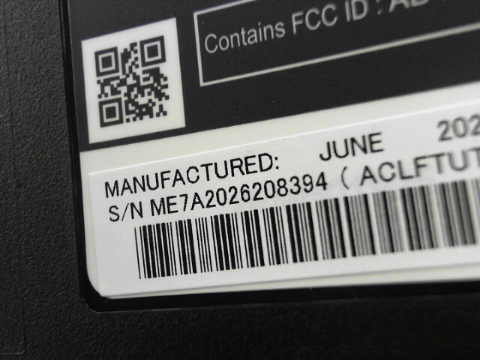 Contains FCC ID : AD
MANUFACTURED: JUNE 202
S/N ME7A2026208394 ( ACLFTUT